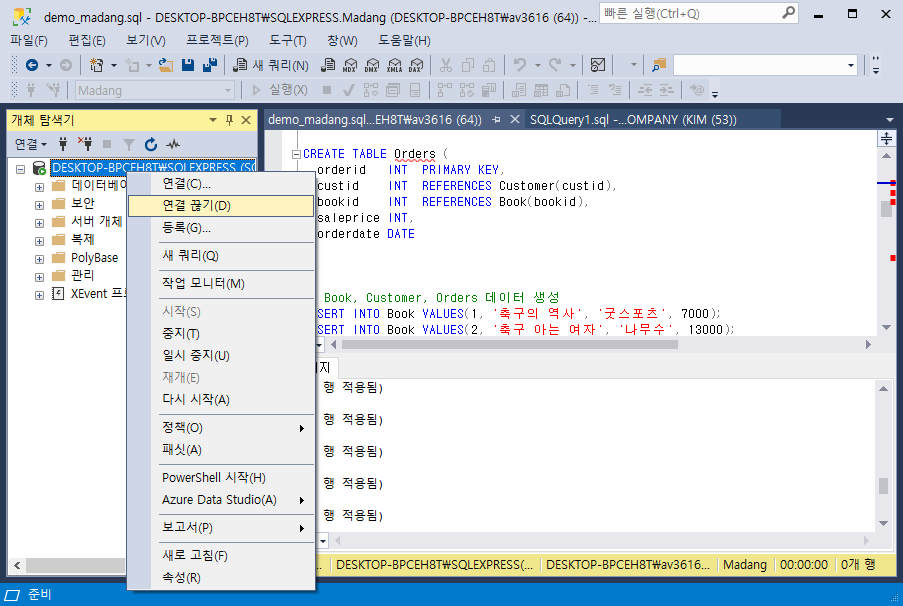 demo_madang.sql - DESKTOP-BPCEH8T₩SQLEXPRESS.Madang (DESKTOP-BPCEH8T₩av3616 (64)) -...
빠른 실행(Ctrl+Q)
파일(F) 편집(E) 보기(V) 프로젝트(P) 도구(T) 창(W) 도움말(H)
새 쿼리(N) MDX DMX XMLA DAX
Madang 실행(X)
개체 탐색기
demo_madang.sql...EH8T₩av3616 (64)) SQLQuery1.sql -...OMPANY (KIM (53))
연결
DESKTOP-BPCEH8T₩SQLEXPRESS (SQ
데이터베이
보안
서버 개체
복제
PolyBase
관리
XEvent 프로
연결(C)...
연결 끊기(D)
등록(G)...
새 쿼리(Q)
작업 모니터(M)
시작(S)
중지(T)
일시 중지(U)
재개(E)
다시 시작(A)
정책(O)
패싯(A)
PowerShell 시작(H)
Azure Data Studio(A)
보고서(P)
새로 고침(F)
속성(R)
CREATE TABLE Orders (
orderid INT PRIMARY KEY,
custid INT REFERENCES Customer(custid),
bookid INT REFERENCES Book(bookid),
saleprice INT,
orderdate DATE
Book, Customer, Orders 데이터 생성
SERT INTO Book VALUES(1, '축구의 역사', '굿스포츠', 7000);
SERT INTO Book VALUES(2, '축구 아는 여자', '나무수', 13000);
지
행 적용됨)
행 적용됨)
행 적용됨)
행 적용됨)
행 적용됨)
DESKTOP-BPCEH8T₩SQLEXPRESS(... DESKTOP-BPCEH8T₩av3616... Madang 00:00:00 0개 행
준비